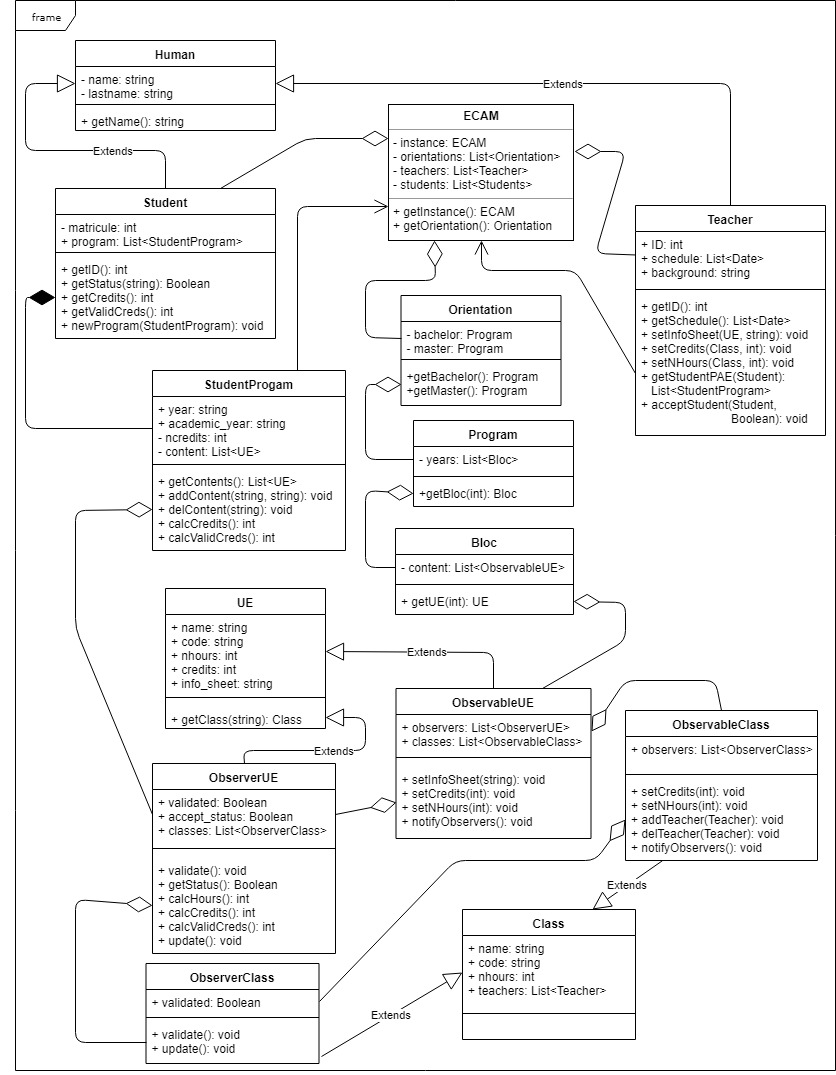 frame
Human
- name: string
- lastname: string
+ getName(): string
Extends
Extends
ECAM
- instance: ECAM
- orientations: List<Orientation>
- teachers: List<Teacher>
- students: List<Students>
+ getInstance(): ECAM
+ getOrientation(): Orientation
Student
- matricule: int
+ program: List<StudentProgram>
+ getID(): int
+ getStatus(string): Boolean
+ getCredits(): int
+ getValidCreds(): int
+ newProgram(StudentProgram): void
Teacher
+ ID: int
+ schedule: List<Date>
+ background: string
+ getID(): int
+ getSchedule(): List<Date>
+ setInfoSheet(UE, string): void
+ setCredits(Class, int): void
+ setNHours(Class, int): void
+ getStudentPAE(Student):
List<StudentProgram>
+ acceptStudent(Student,
Boolean): void
Orientation
- bachelor: Program
- master: Program
+getBachelor(): Program
+getMaster(): Program
StudentProgam
+ year: string
+ academic_year: string
- ncredits: int
- content: List<UE>
+ getContents(): List<UE>
+ addContent(string, string): void
+ delContent(string): void
+ calcCredits(): int
+ calcValidCreds(): int
Program
- years: List<Bloc>
+getBloc(int): Bloc
Bloc
- content: List<ObservableUE>
+ getUE(int): UE
UE
+ name: string
+ code: string
+ nhours: int
+ credits: int
+ info_sheet: string
+ getClass(string): Class
Extends
Extends
ObservableUE
+ observers: List<ObserverUE>
+ classes: List<ObservableClass>
+ setInfoSheet(string): void
+ setCredits(int): void
+ setNHours(int): void
+ notifyObservers(): void
ObservableClass
+ observers: List<ObserverClass>
+ setCredits(int): void
+ setNHours(int): void
+ addTeacher(Teacher): void
+ delTeacher(Teacher): void
+ notifyObservers(): void
ObserverUE
+ validated: Boolean
+ accept_status: Boolean
+ classes: List<ObserverClass>
+ validate(): void
+ getStatus(): Boolean
+ calcHours(): int
+ calcCredits(): int
+ calcValidCreds(): int
+ update(): void
Extends
Class
+ name: string
+ code: string
+ nhours: int
+ teachers: List<Teacher>
ObserverClass
+ validated: Boolean
+ validate(): void
+ update(): void
Extends